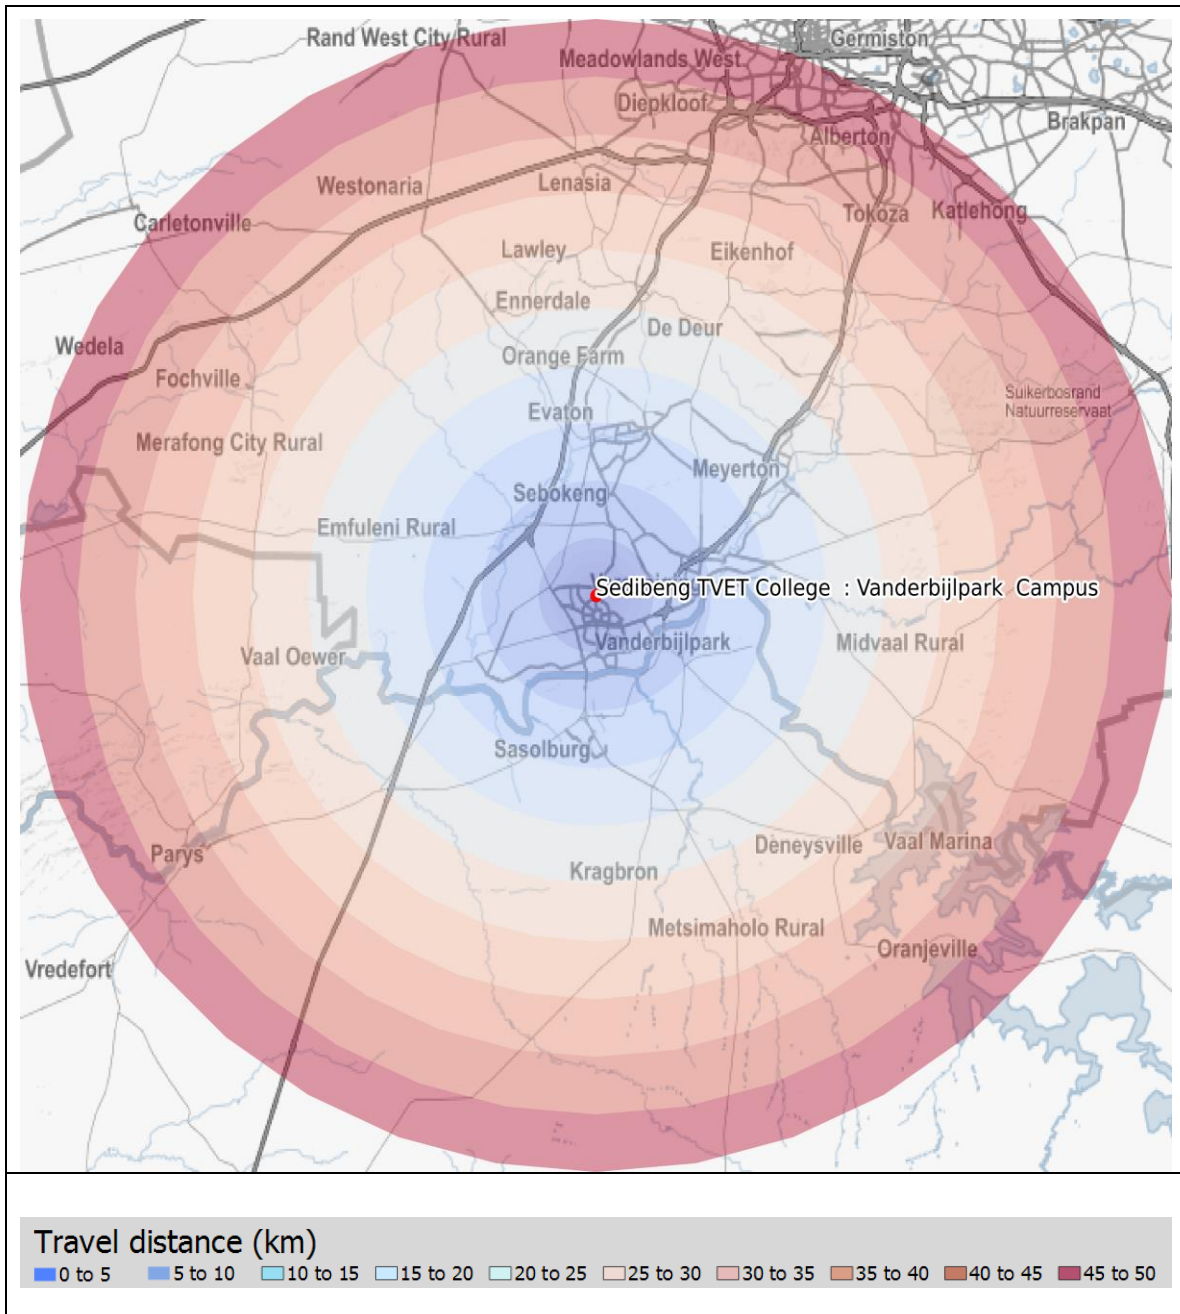 Rand West City Rural
Germiston
Meadowlands West
Diepkloof
Brakpan
Alberton
Westonaria
Lenasia
Carletonville
Tokoza
Katlehong
Lawley
Eikenhof
Ennerdale
De Deur
Wedela
Orange Farm
Fochville
Suikerbosrand
Natuurreservaat
Evaton
Merafong City Rural
Meyerton
Sebokeng
Emfuleni Rural
Sedibeng TVET College : Vanderbijlpark Campus
Vanderbijlpark
Midvaal Rural
Vaal Oewer
Sasolburg
Deneysville
Vaal Marina
Parys
Kragbron
Metsimaholo Rural
Oranjeville
Vredefort
Travel distance (km)
0 to 5 5 to 10 10 to 15 15 to 20 20 to 25 25 to 30 30 to 35 35 to 40 40 to 45 45 to 50